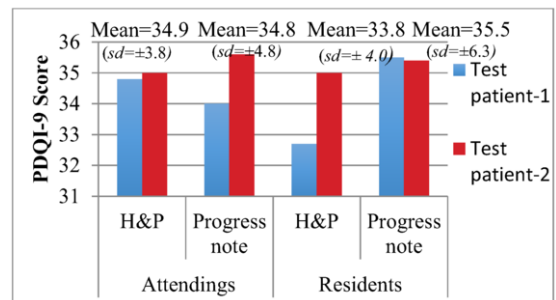 Mean=34.9 Mean=34.8 Mean=33.8 Mean=35.5
(sd=±3.8) (sd=±4.8) (sd=± 4.0) (sd=±6.3)
PDQI-9 Score
36
35
34
33
32
31
Test
patient-1
Test
patient-2
H&P Progress note H&P Progress note
Attendings Residents